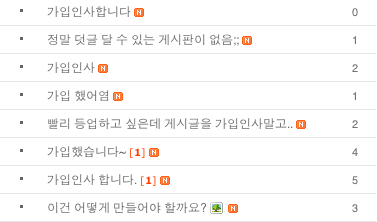 가입인사합니다 N 0
정말 덧글 달 수 있는 게시판이 없음;; N 1
가입인사 N 2
가입 했어염 N 1
빨리 등업하고 싶은데 게시글을 가입인사말고.. N 2
가입했습니다~ [1] N 4
가입인사 합니다. [1] N 5
이건 어떻게 만들어야 할까요? N 3